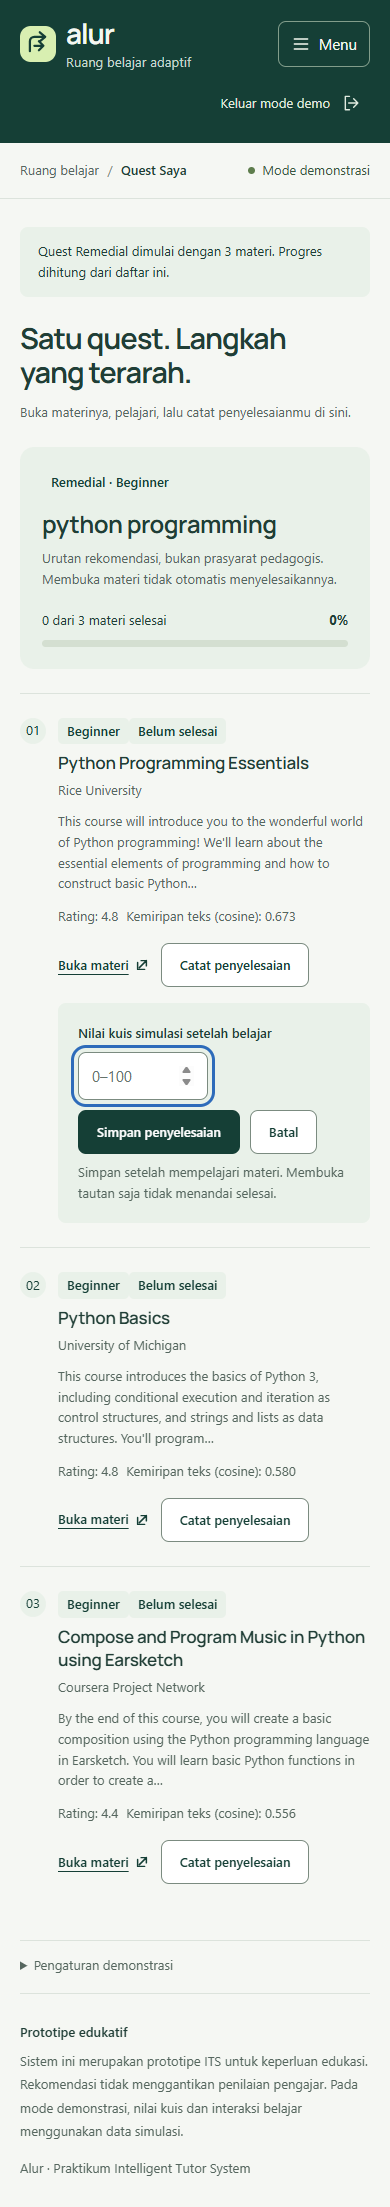 alur
Ruang belajar adaptif
Menu
Keluar mode demo
Ruang belajar / Quest Saya
Mode demonstrasi
Quest Remedial dimulai dengan 3 materi. Progres
dihitung dari daftar ini.
Satu quest. Langkah
yang terarah.
Buka materinya, pelajari, lalu catat penyelesaianmu di sini.
Remedial · Beginner
python programming
Urutan rekomendasi, bukan prasyarat pedagogis.
Membuka materi tidak otomatis menyelesaikannya.
0 dari 3 materi selesai
0%
01
Beginner
Belum selesai
Python Programming Essentials
Rice University
This course will introduce you to the wonderful world
of Python programming! We'll learn about the
essential elements of programming and how to
construct basic Python...
Rating: 4.8 Kemiripan teks (cosine): 0.673
Buka materi
Catat penyelesaian
Nilai kuis simulasi setelah belajar
0–100
Simpan penyelesaian
Batal
Simpan setelah mempelajari materi. Membuka
tautan saja tidak menandai selesai.
02
Beginner
Belum selesai
Python Basics
University of Michigan
This course introduces the basics of Python 3,
including conditional execution and iteration as
control structures, and strings and lists as data
structures. You'll program...
Rating: 4.8 Kemiripan teks (cosine): 0.580
Buka materi
Catat penyelesaian
03
Beginner
Belum selesai
Compose and Program Music in Python
using Earsketch
Coursera Project Network
By the end of this course, you will create a basic
composition using the Python programming language
in Earsketch. You will learn basic Python functions in
order to create a...
Rating: 4.4 Kemiripan teks (cosine): 0.556
Buka materi
Catat penyelesaian
Pengaturan demonstrasi
Prototipe edukatif
Sistem ini merupakan prototipe ITS untuk keperluan edukasi.
Rekomendasi tidak menggantikan penilaian pengajar. Pada
mode demonstrasi, nilai kuis dan interaksi belajar
menggunakan data simulasi.
Alur · Praktikum Intelligent Tutor System